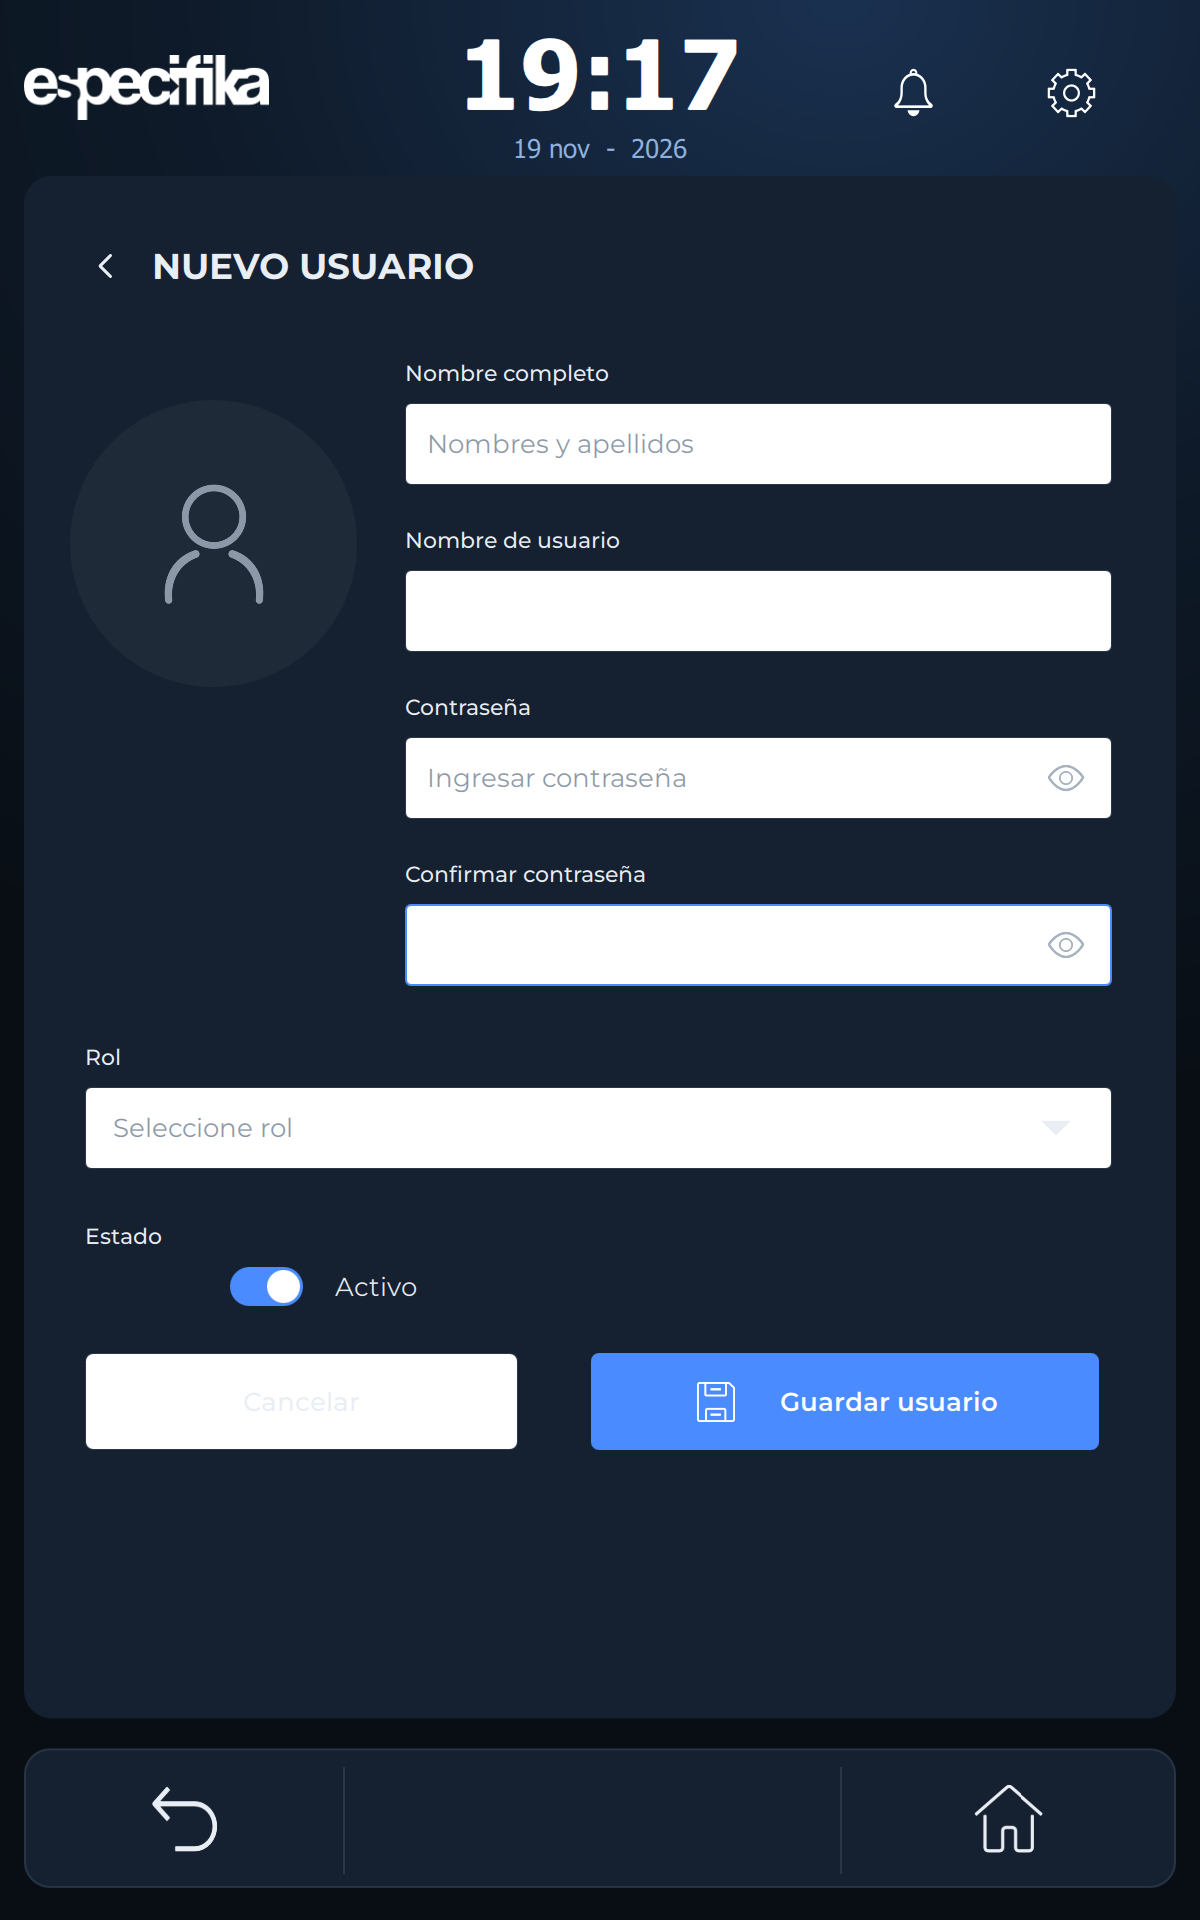 especifika
19:17
19 nov - 2026
NUEVO USUARIO
Nombre completo
Nombres y apellidos
Nombre de usuario
Contraseña
Ingresar contraseña
Confirmar contraseña
Rol
Seleccione rol
Estado
Activo
Cancelar
Guardar usuario